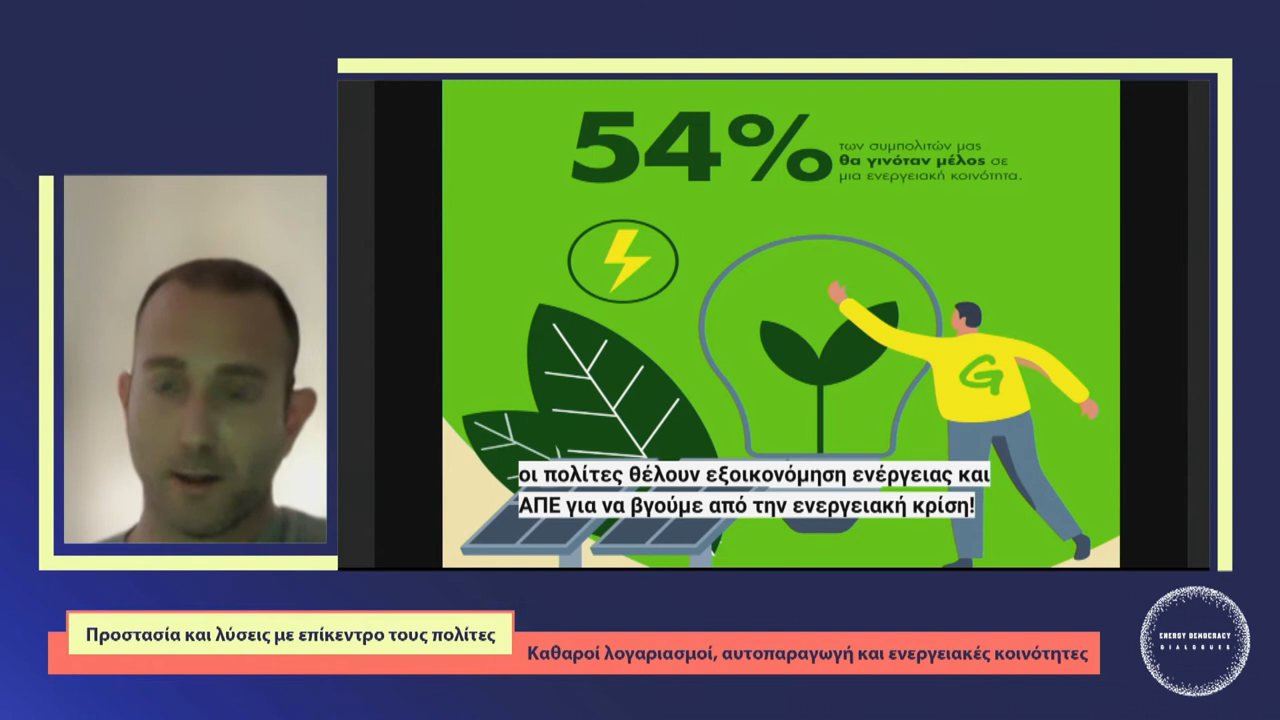 54%
των συμπολιτών μας
θα γινόταν μέλος σε
μια ενεργειακή κοινότητα.
G
οι πολίτες θέλουν εξοικονόμηση ενέργειας και
ΑΠΕ για να βγούμε από την ενεργειακή κρίση!
Προστασία και λύσεις με επίκεντρο τους πολίτες
Καθαροί λογαριασμοί, αυτοπαραγωγή και ενεργειακές κοινότητες
ENERGY DEMOCRACY
DIALOGUES